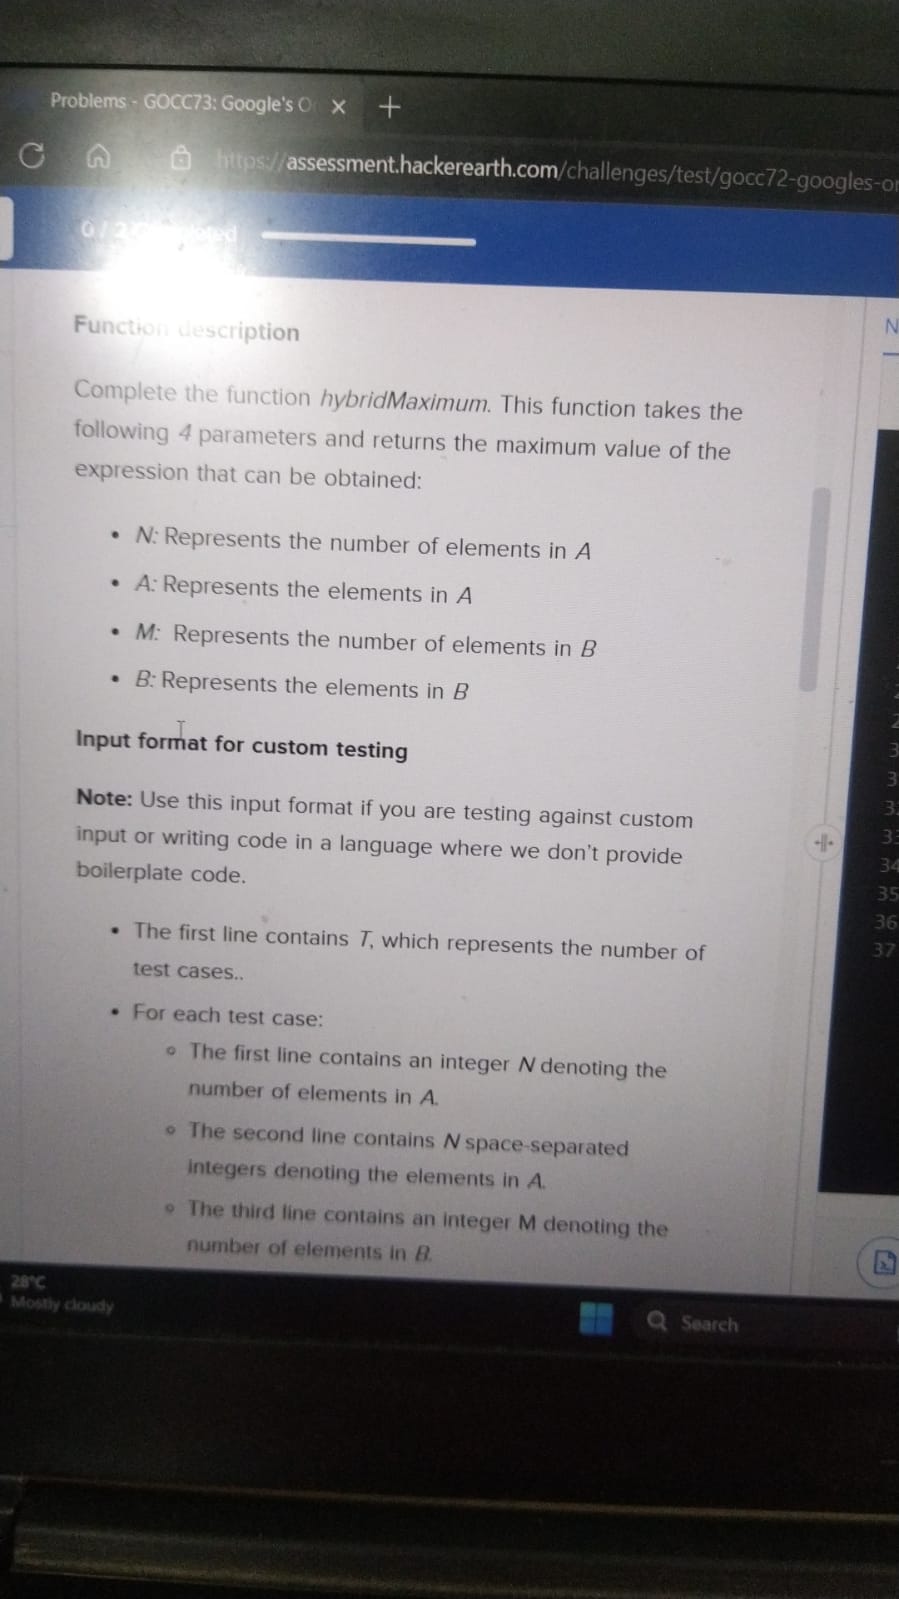 Problems - GOCC73: Google's O
https://assessment.hackerearth.com/challenges/test/gocc72-googles-o
0 / 2
Function description
Complete the function hybridMaximum. This function takes the
following 4 parameters and returns the maximum value of the
expression that can be obtained:
• N: Represents the number of elements in A
• A: Represents the elements in A
• M: Represents the number of elements in B
• B: Represents the elements in B
Input format for custom testing
Note: Use this input format if you are testing against custom
input or writing code in a language where we don't provide
boilerplate code.
• The first line contains T, which represents the number of
test cases..
• For each test case:
The first line contains an integer N denoting the
number of elements in A.
The second line contains N space-separated
integers denoting the elements in A.
The third line contains an integer M denoting the
number of elements in B.
N
34
35
36
37
28°C
Mostly cloudy
Search